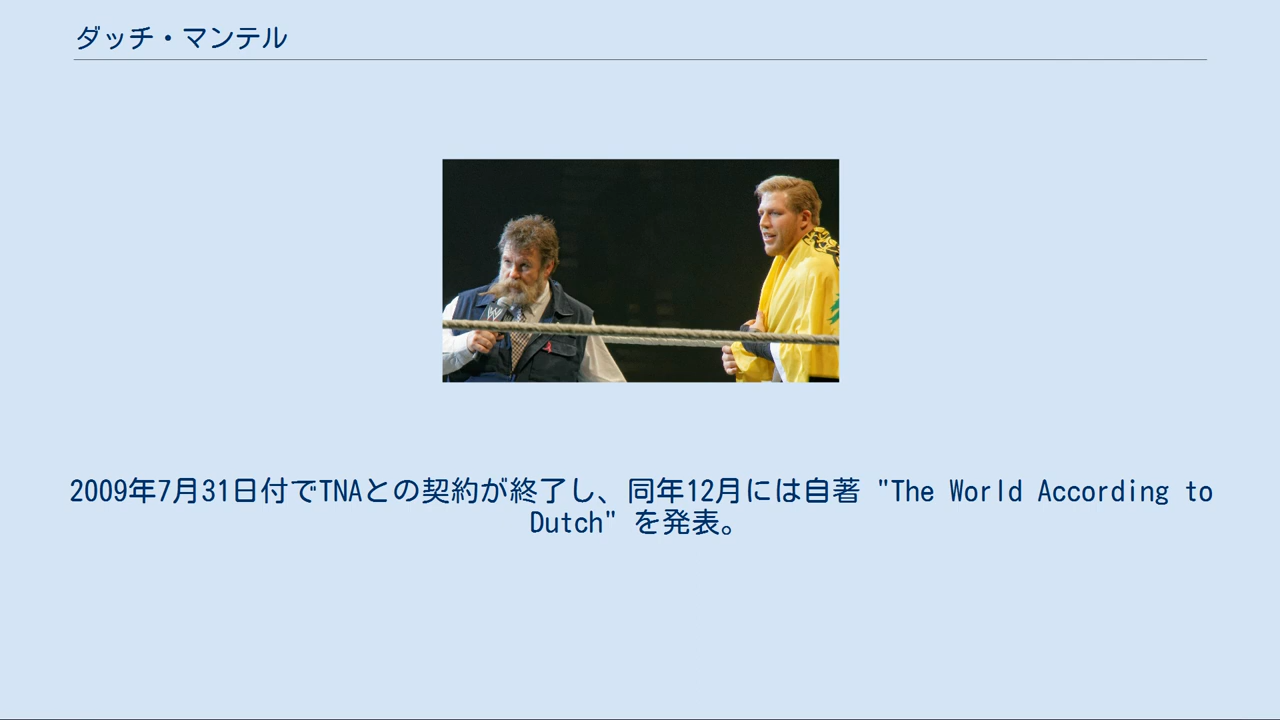 ダッチ・マンテル
2009年7月31日付でTNAとの契約が終了し、同年12月には自著 "The World According to
Dutch" を発表。